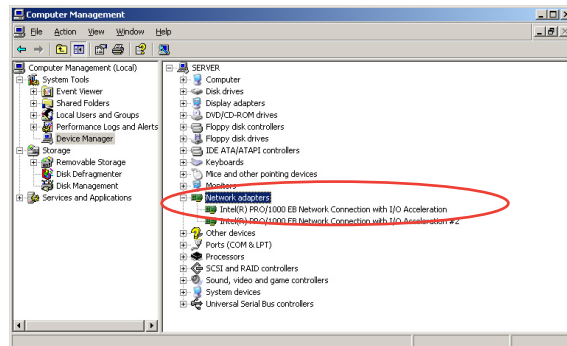 Computer Management
File Action View Window Help
Computer Management (Local)
System Tools
Event Viewer
Shared Folders
Local Users and Groups
Performance Logs and Alerts
Device Manager
Storage
Removable Storage
Disk Defragmenter
Disk Management
Services and Applications
SERVER
Computer
Disk drives
Display adapters
DVD/CD-ROM drives
Floppy disk controllers
Floppy disk drives
IDE ATA/ATAPI controllers
Keyboards
Mice and other pointing devices
Monitors
Network adapters
Intel(R) PRO/1000 EB Network Connection with I/O Acceleration
Intel(R) PRO/1000 EB Network Connection with I/O Acceleration #2
Other devices
Ports (COM & LPT)
Processors
SCSI and RAID controllers
Sound, video and game controllers
System devices
Universal Serial Bus controllers